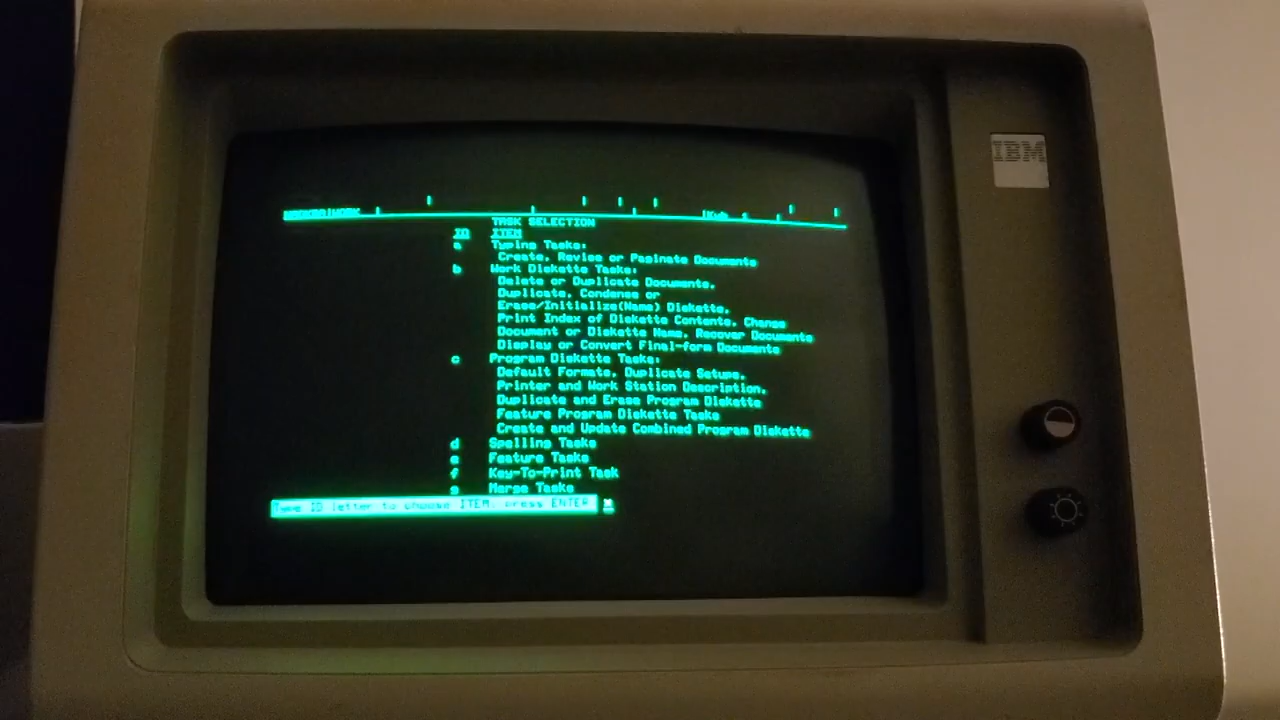 IBM
TASK SELECTION
ID ITEM
a Typing Tasks:
Create, Revise or Paginate Documents
b Work Diskette Tasks:
Delete or Duplicate Documents,
Duplicate, Condense or
Erase/Initialize(Name) Diskette,
Print Index of Diskette Contents, Change
Document or Diskette Name, Recover Documents
Display or Convert Final-form Documents
c Program Diskette Tasks:
Default Formats, Duplicate Setups,
Printer and Work Station Description,
Duplicate and Erase Program Diskette
Feature Program Diskette Tasks
Create and Update Combined Program Diskette
d Spelling Tasks
e Feature Tasks
f Key-To-Print Task
g Merge Tasks
Type ID letter to choose ITEM, press ENTER